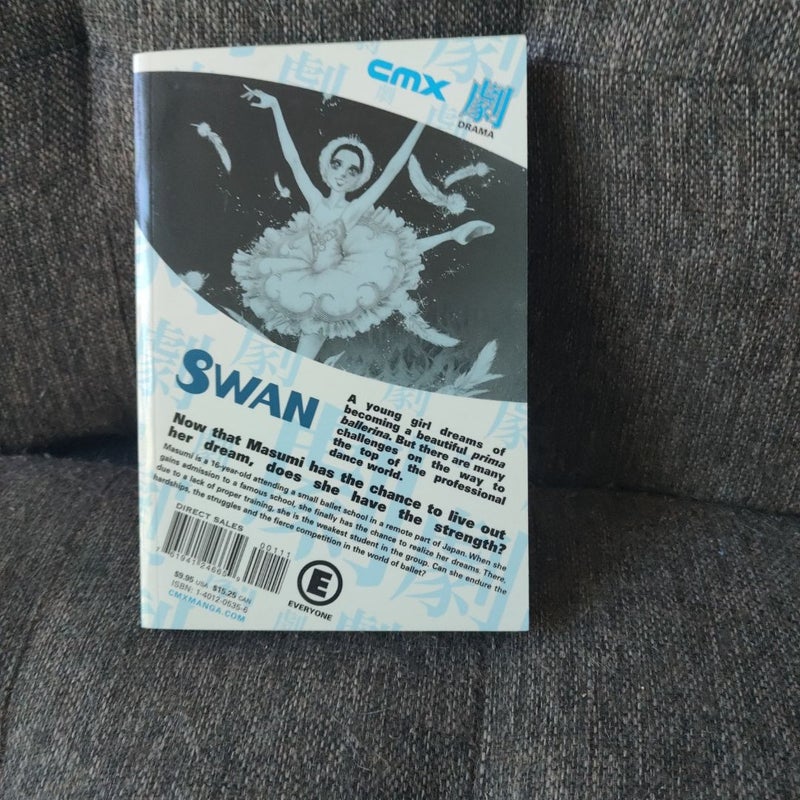 cmx 劇
DRAMA
SWAN
A young girl dreams of
becoming a beautiful prima
ballerina. But there are many
challenges on the way to
the top of the professional
dance world.
Now that Masumi has the chance to live out
her dream, does she have the strength?
Masumi is a 16-year-old attending a small ballet school in a remote part of Japan. When she
gains admission to a famous school, she finally has the chance to realize her dreams. There,
due to a lack of proper training, she is the weakest student in the group. Can she endure the
hardships, the struggles and the fierce competition in the world of ballet?
DIRECT SALES
00111
$9.95 USA $15.25 CAN
ISBN: 1-4012-0535-6
CMXMANGA.COM
E
EVERYONE